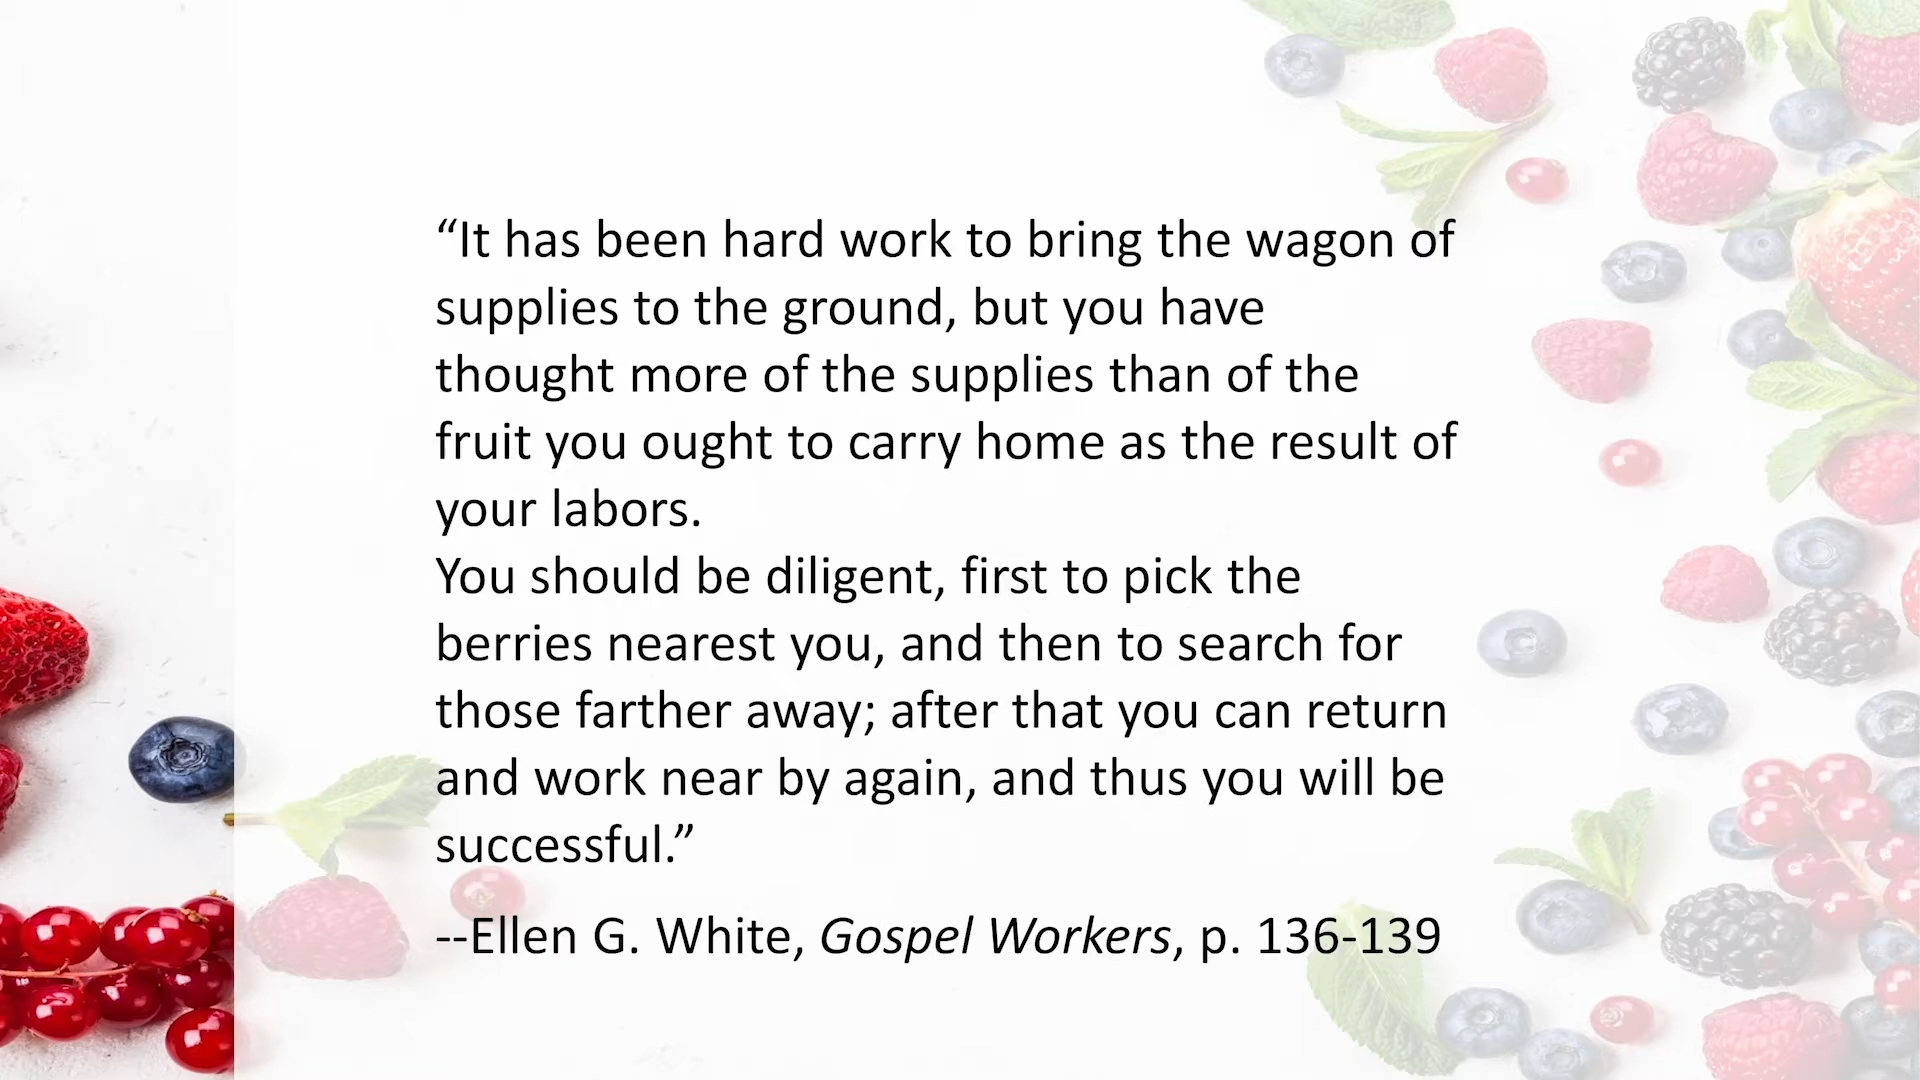 “It has been hard work to bring the wagon of
supplies to the ground, but you have
thought more of the supplies than of the
fruit you ought to carry home as the result of
your labors.
You should be diligent, first to pick the
berries nearest you, and then to search for
those farther away; after that you can return
and work near by again, and thus you will be
successful.”
--Ellen G. White, Gospel Workers, p. 136-139